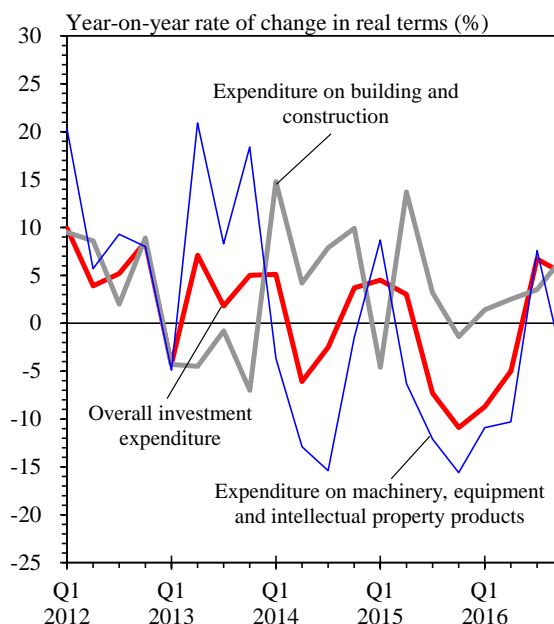 Year-on-year rate of change in real terms (%)
30
25
20
15
10
5
0
-5
-10
-15
-20
-25
Expenditure on building and
construction
Overall investment
expenditure
Expenditure on machinery, equipment
and intellectual property products
Q1 Q1 Q1 Q1 Q1
2012 2013 2014 2015 2016